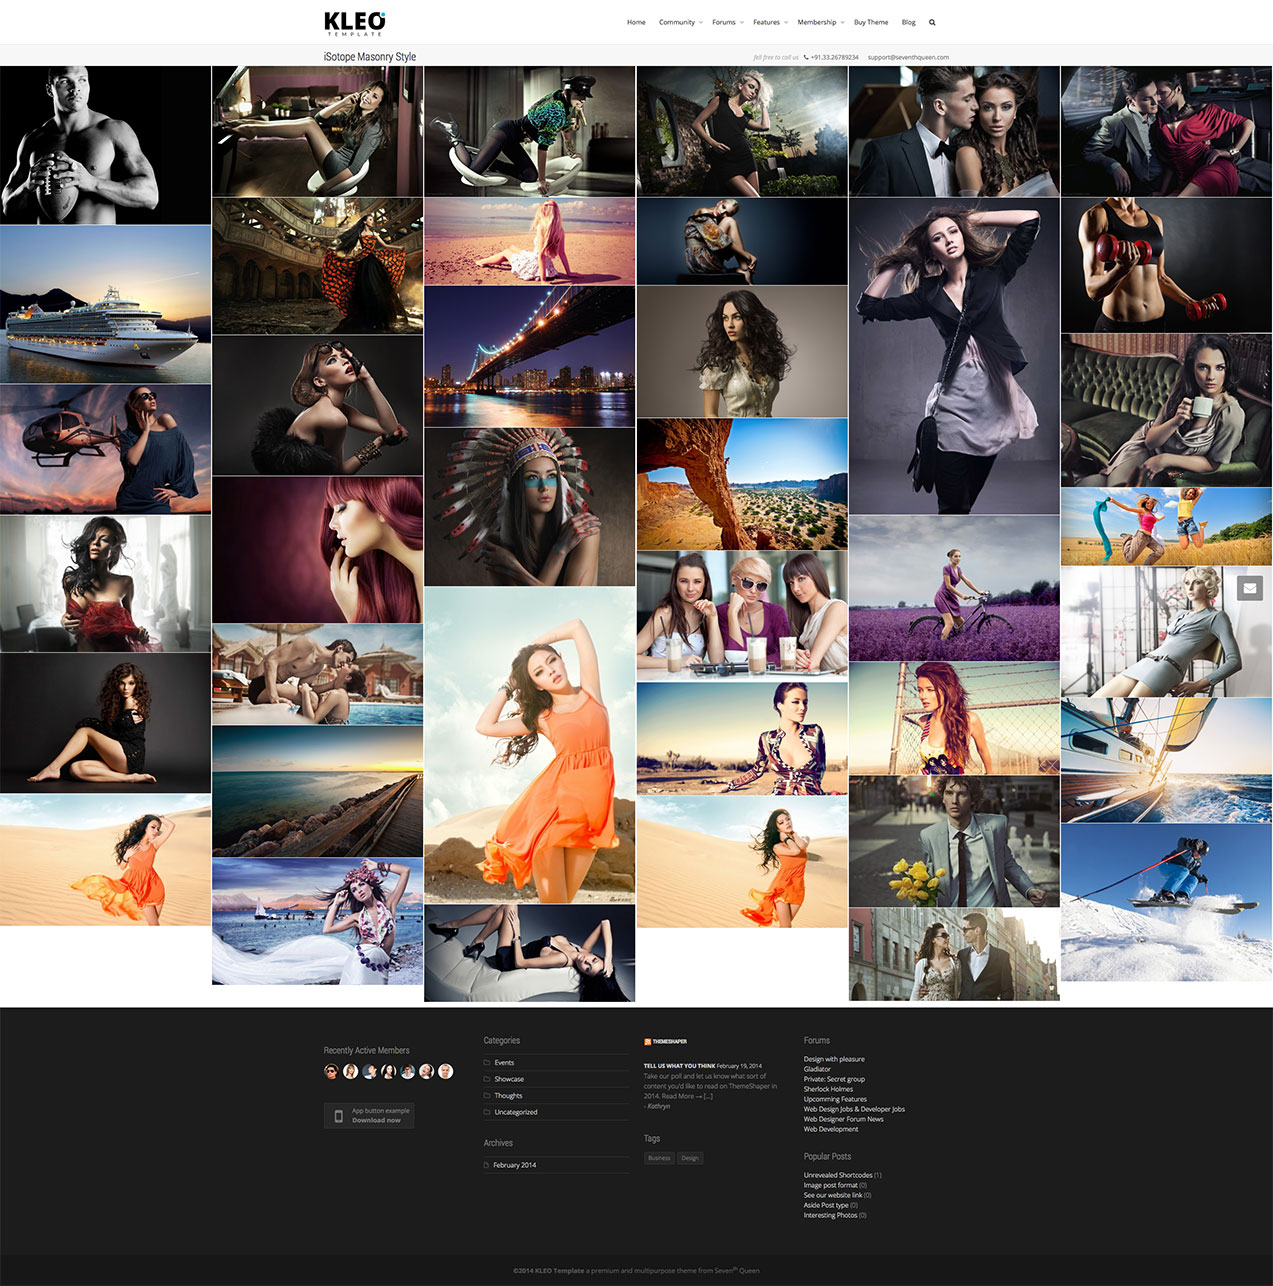 KLEO
TEMPLATE
Home Community Forums Features Membership Buy Theme Blog
iSotope Masonry Style
fell free to call us +91.33.26789234 support@seventhqueen.com
Recently Active Members
App button example
Download now
Categories
Events
Showcase
Thoughts
Uncategorized
Archives
February 2014
THEMESHAPER
TELL US WHAT YOU THINK February 19, 2014
Take our poll and let us know what sort of
content you'd like to read on ThemeShaper in
2014. Read More → [...]
- Kathryn
Tags
Business Design
Forums
Design with pleasure
Gladiator
Private: Secret group
Sherlock Holmes
Upcomming Features
Web Design Jobs & Developer Jobs
Web Designer Forum News
Web Development
Popular Posts
Unrevealed Shortcodes (1)
Image post format (0)
See our website link (0)
Aside Post type (0)
Interesting Photos (0)
©2014 KLEO Template a premium and multipurpose theme from Seven th Queen